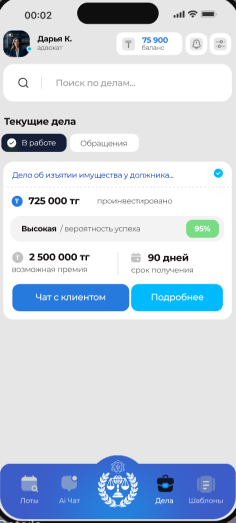 00:02
Дарья К.
адвокат
75 900
баланс
Поиск по делам...
Текущие дела
В работе
Обращения
Дело об изъятии имущества у должника...
725 000 тг
проинвестировано
Высокая / вероятность успеха
95%
2 500 000 тг
возможная премия
90 дней
срок получения
Чат с клиентом
Подробнее
Лоты
Ai Чат
Дела
Шаблоны